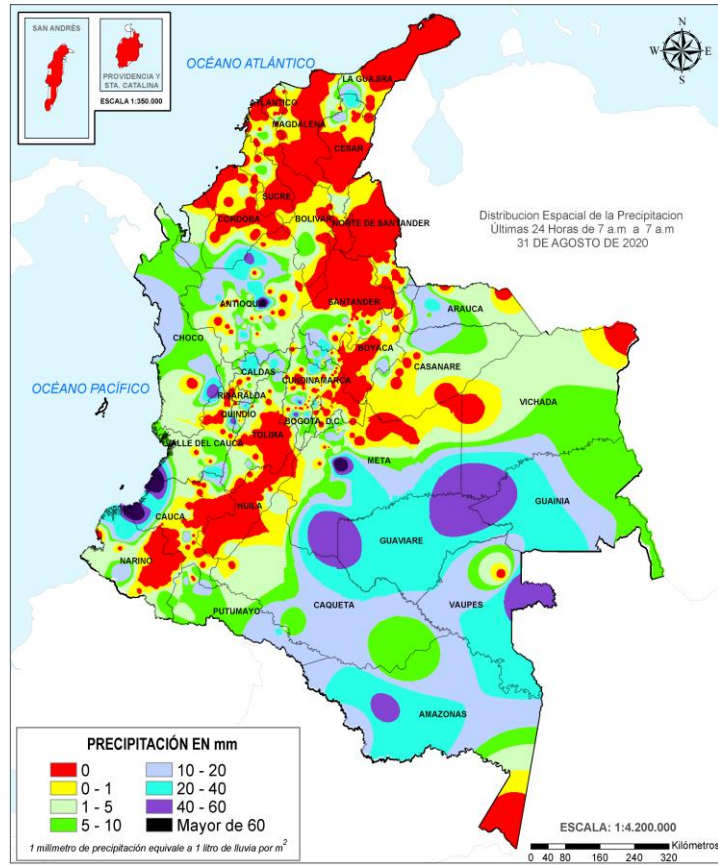 SAN ANDRÉS
PROVIDENCIA Y
STA. CATALINA
ESCALA 1:350.000
N
W E
S
OCÉANO ATLÁNTICO
LA GUAJIRA
ATLANTICO
MAGDALENA
CESAR
SUCRE
CORDOBA
BOLIVAR
NORTE DE SANTANDER
Distribucion Espacial de la Precipitacion
Últimas 24 Horas de 7 a.m a 7 a.m
31 DE AGOSTO DE 2020
ANTIOQUI
SANTANDER
ARAUCA
CHOCO
BOYACA
CASANARE
OCÉANO PACÍFICO
CALDAS
CUNDINAMARCA
RISARALDA
VICHADA
QUINDIO
BOGOTA, D.C.
TOLIMA
VALLE DEL CAUCA
META
GUAINIA
CAUCA
HUILA
GUAVIARE
NARIÑO
PUTUMAYO
CAQUETA
VAUPES
AMAZONAS
PRECIPITACIÓN EN mm
0
10 - 20
0 - 1
20 - 40
1 - 5
40 - 60
5 - 10
Mayor de 60
1 milímetro de precipitación equivale a 1 litro de lluvia por m2
ESCALA: 1:4.200.000
Kilómetros
0 40 80 160 240 320